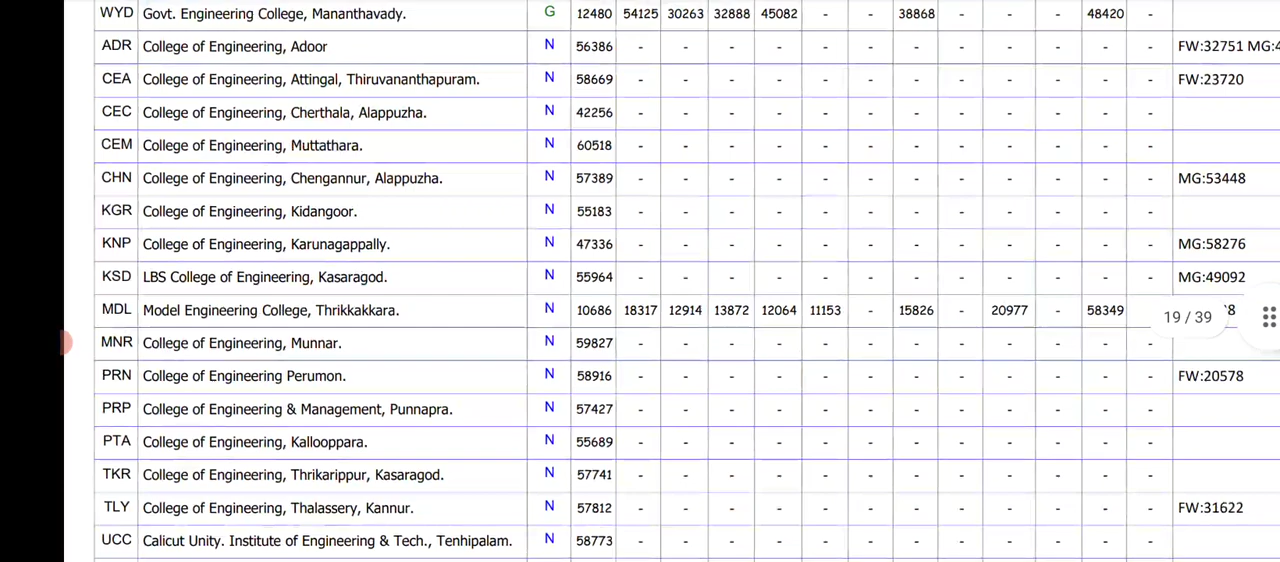 WYD Govt. Engineering College, Mananthavady. G 12480 54125 30263 32888 45082 - - 38868 - - - 48420 -
ADR College of Engineering, Adoor N 56386 - - - - - - - - - - - - FW:32751 MG:4
CEA College of Engineering, Attingal, Thiruvananthapuram. N 58669 - - - - - - - - - - - - FW:23720
CEC College of Engineering, Cherthala, Alappuzha. N 42256 - - - - - - - - - - - -
CEM College of Engineering, Muttathara. N 60518 - - - - - - - - - - - -
CHN College of Engineering, Chengannur, Alappuzha. N 57389 - - - - - - - - - - - - MG:53448
KGR College of Engineering, Kidangoor. N 55183 - - - - - - - - - - - -
KNP College of Engineering, Karunagappally. N 47336 - - - - - - - - - - - - MG:58276
KSD LBS College of Engineering, Kasaragod. N 55964 - - - - - - - - - - - - MG:49092
MDL Model Engineering College, Thrikkakkara. N 10686 18317 12914 13872 12064 11153 - 15826 - 20977 - 58349 8
19 / 39
MNR College of Engineering, Munnar. N 59827 - - - - - - - - - - - -
PRN College of Engineering Perumon. N 58916 - - - - - - - - - - - - FW:20578
PRP College of Engineering & Management, Punnapra. N 57427 - - - - - - - - - - - -
PTA College of Engineering, Kallooppara. N 55689 - - - - - - - - - - - -
TKR College of Engineering, Thrikarippur, Kasaragod. N 57741 - - - - - - - - - - - -
TLY College of Engineering, Thalassery, Kannur. N 57812 - - - - - - - - - - - - FW:31622
UCC Calicut Unity. Institute of Engineering & Tech., Tenhipalam. N 58773 - - - - - - - - - - - -